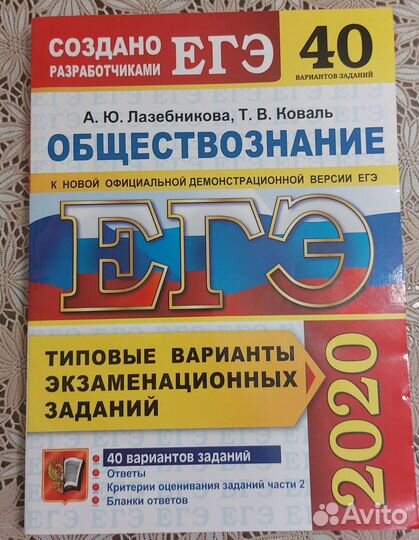 СОЗДАНО
РАЗРАБОТЧИКАМИ
ЕГЭ
40
ВАРИАНТОВ ЗАДАНИЙ
А. Ю. Лазебникова, Т. В. Коваль
ОБЩЕСТВОЗНАНИЕ
К НОВОЙ ОФИЦИАЛЬНОЙ ДЕМОНСТРАЦИОННОЙ ВЕРСИИ ЕГЭ
ЕГЭ
ТИПОВЫЕ ВАРИАНТЫ
ЭКЗАМЕНАЦИОННЫХ
ЗАДАНИЙ
2020
40 вариантов заданий
Ответы
Критерии оценивания заданий части 2
Бланки ответов
Avito